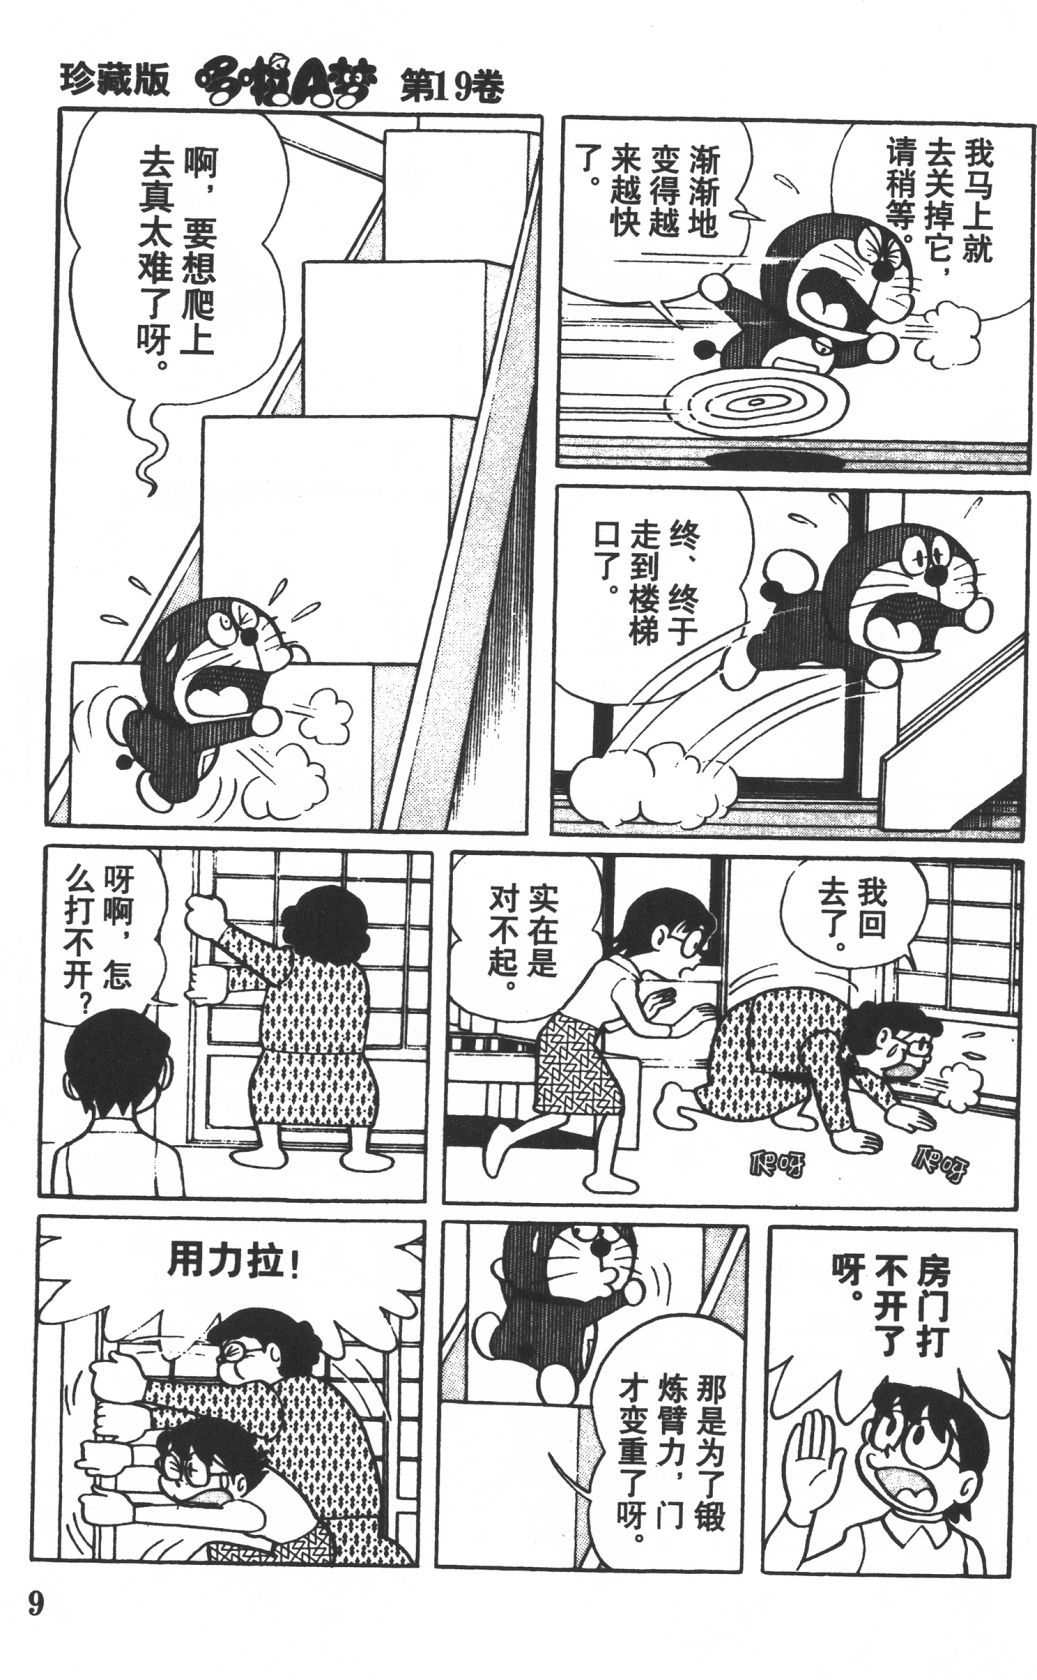 珍藏版 哆啦A梦 第19卷
我马上就
去关掉它，
请稍等。
渐渐地
变得越
来越快
了。
终、终于
走到楼梯
口了。
啊，要想爬上
去真太难了呀。
我回
去了。
实在是
对不起。
爬呀
爬呀
呀啊，怎
么打不开？
房门打
不开了
呀。
那是为了锻
炼臂力，门
才变重了呀。
用力拉！
9